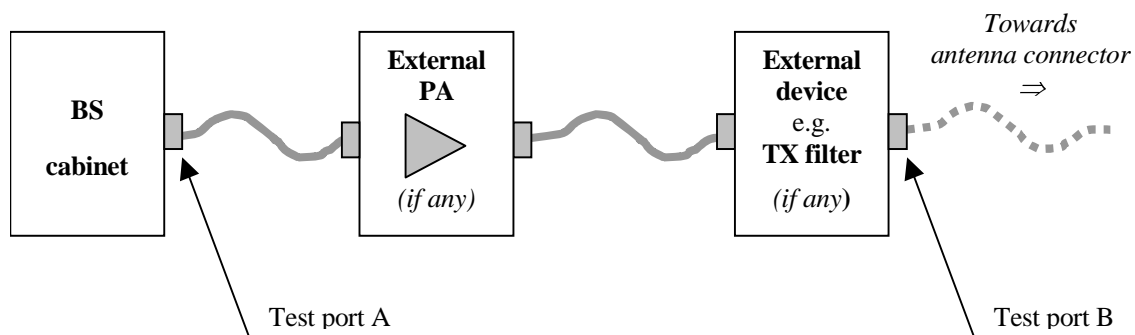 BS
cabinet
External
PA
(if any)
External
device
e.g.
TX filter
(if any)
Towards
antenna connector
⇒
Test port A
Test port B